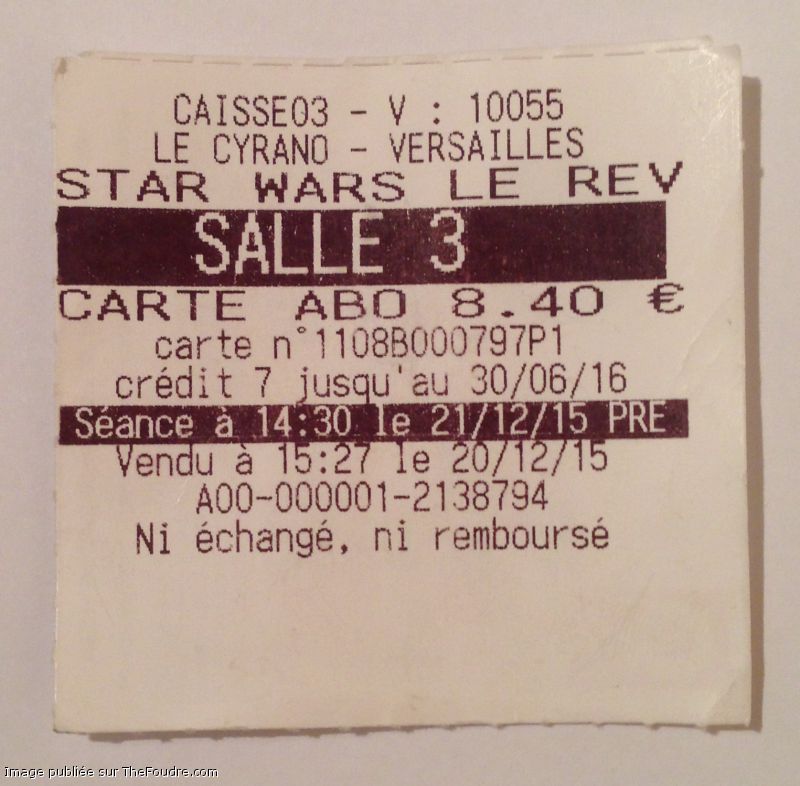 CAISSE03 - V : 10055
LE CYRANO - VERSAILLES
STAR WARS LE REV
SALLE 3
CARTE ABO 8.40 €
carte n°1108B000797P1
crédit 7 jusqu'au 30/06/16
Séance à 14:30 le 21/12/15 PRE
Vendu à 15:27 le 20/12/15
A00-000001-2138794
Ni échangé, ni remboursé
Image publiée sur TheFoudre.com